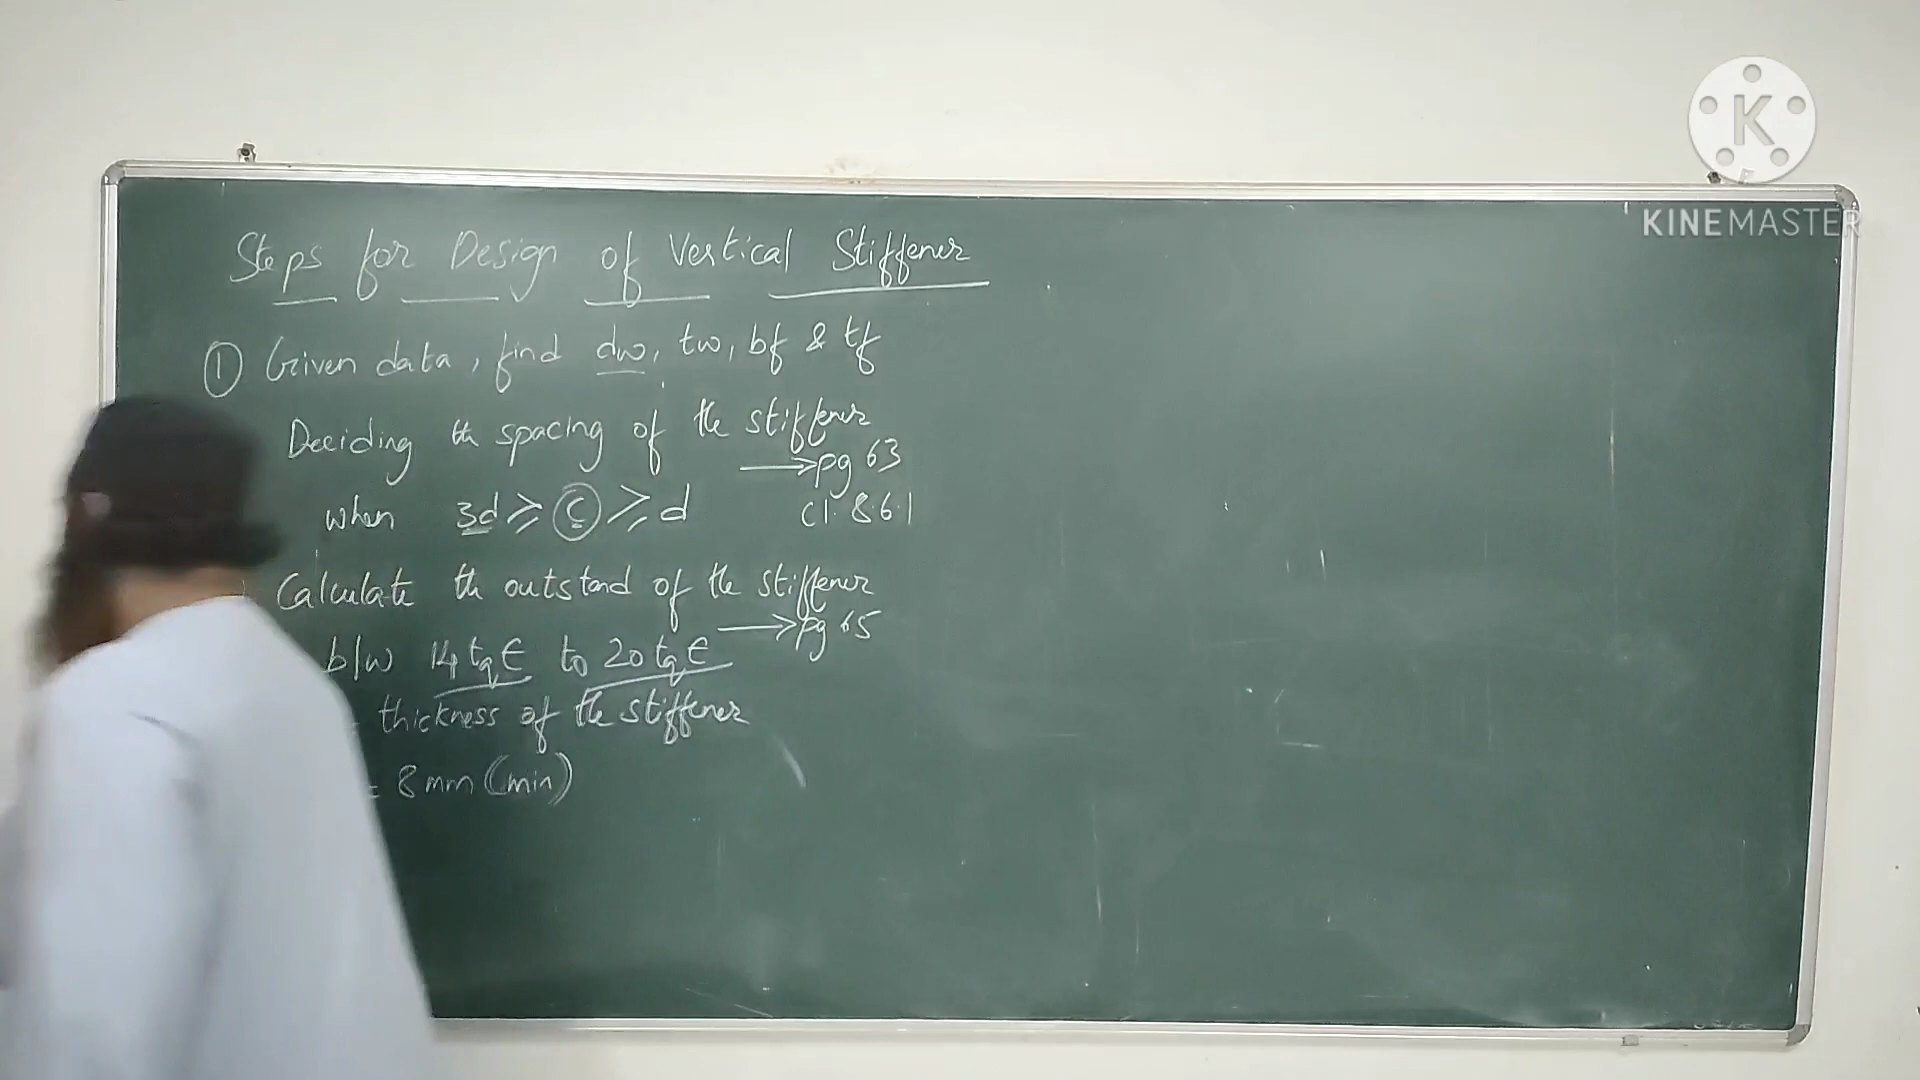 K
KINEMASTER
Steps for Design of Vertical Stiffener
① Given data, find dw, tw, bf & tf
Deciding the spacing of the stiffener
→ pg 63
when 3d ≥ c ≥ d cl. 8.6.1
Calculate the outstand of the stiffener
→ pg 65
b/w 14 tq ∈ to 20 tq ∈
= thickness of the stiffener
= 8 mm (min)